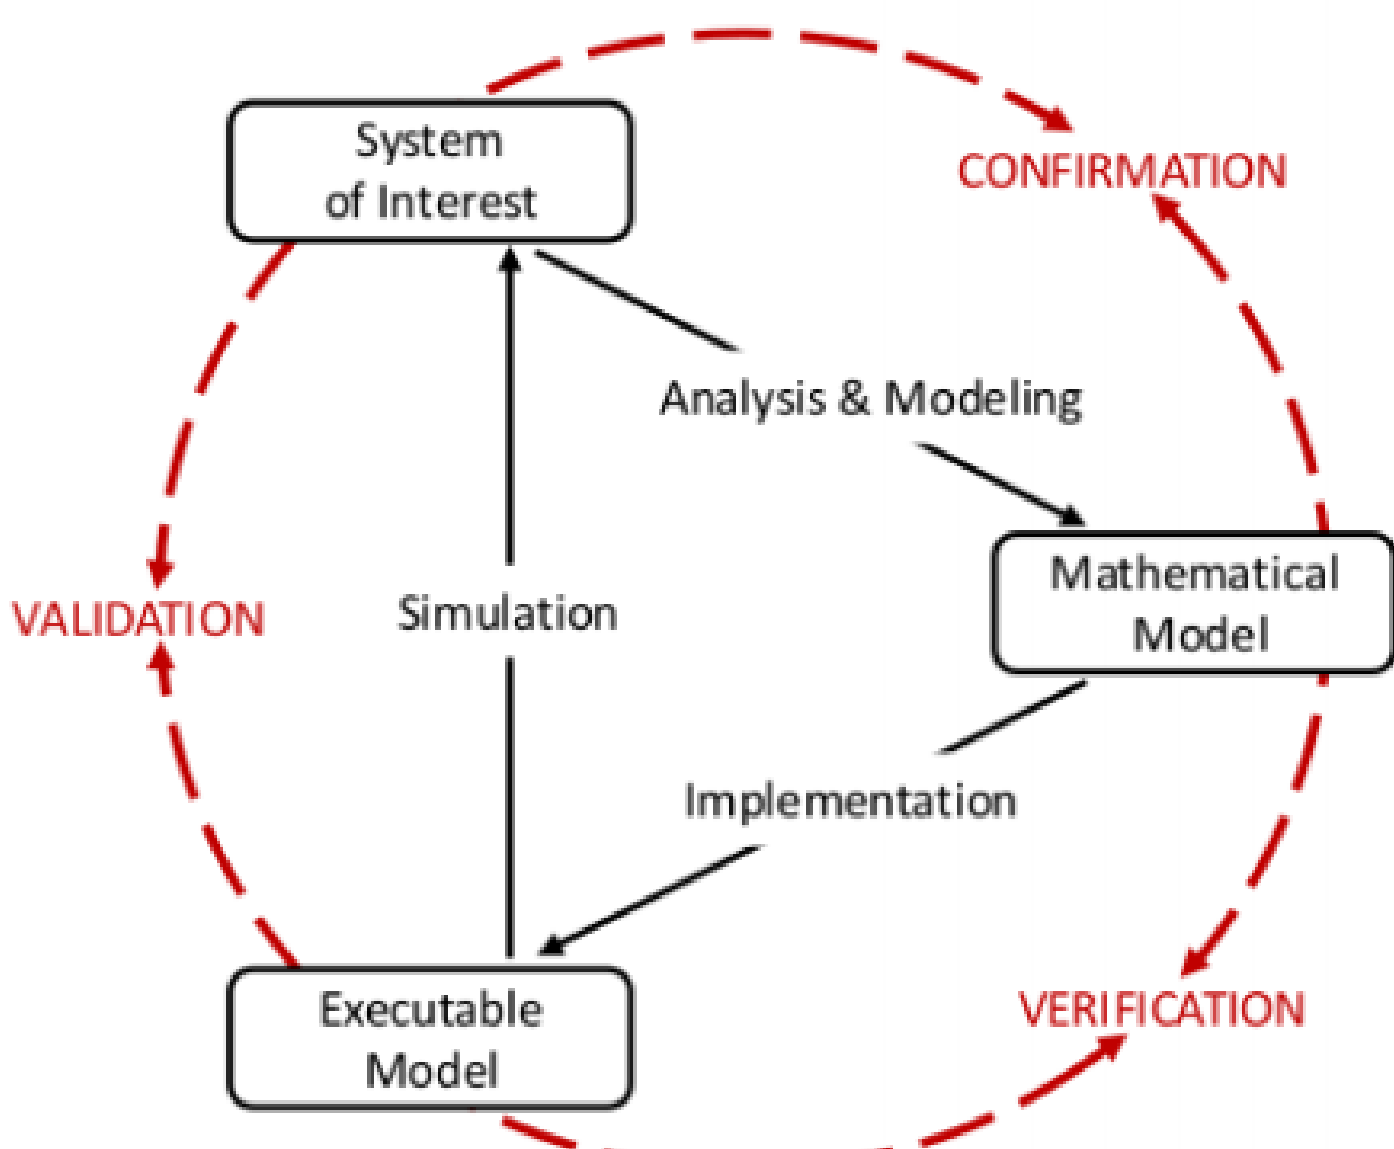 System
of Interest
CONFIRMATION
Analysis & Modeling
Mathematical
Model
VALIDATION
Simulation
Implementation
Executable
Model
VERIFICATION